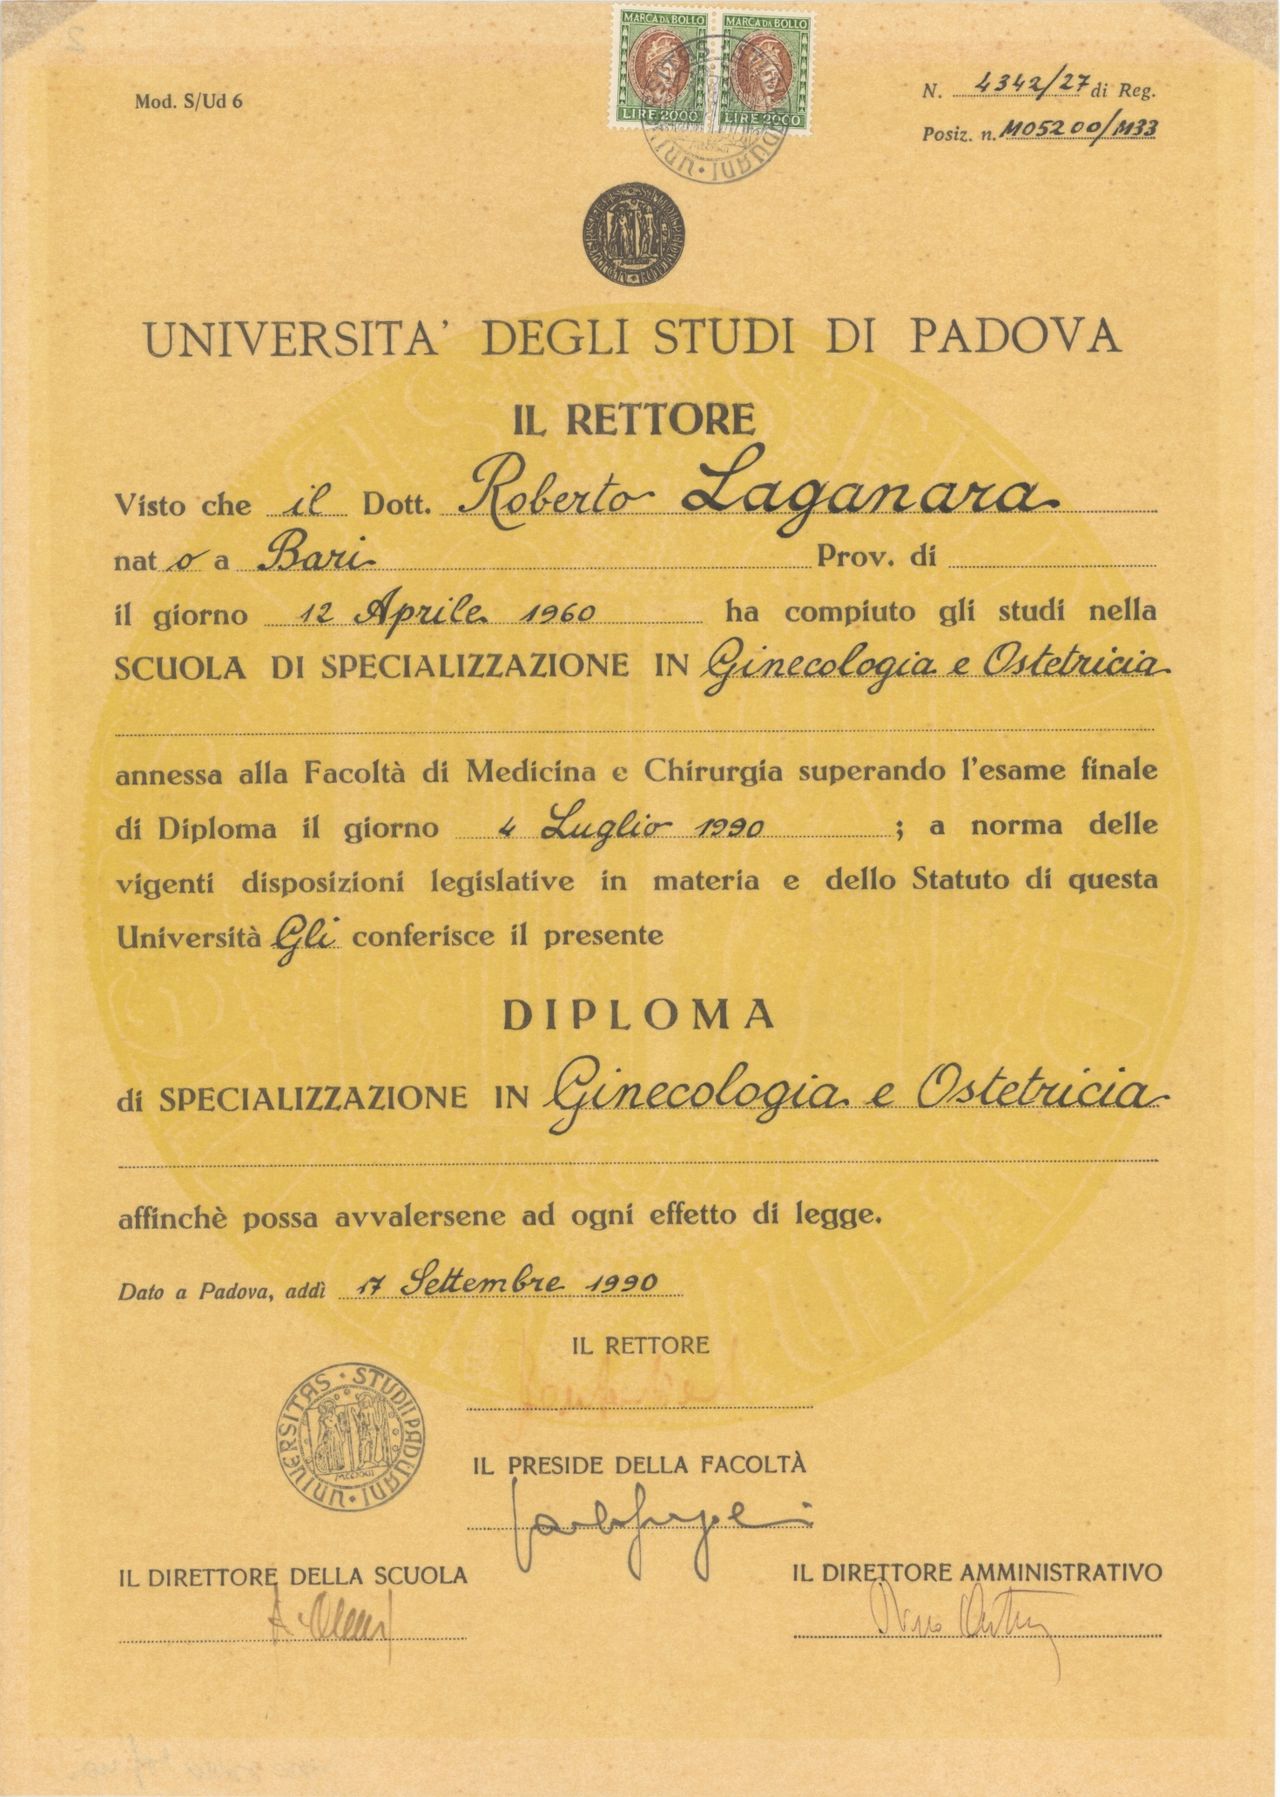 MARCA DA BOLLO MARCA DA BOLLO
LIRE 2000 LIRE 2000
Mod. S/Ud 6
N. 4342/27 di Reg.
Posiz. n. M05200/M33
UNIVERSITA' DEGLI STUDI DI PADOVA
IL RETTORE
Visto che il Dott. Roberto Laganara
nat o a Bari Prov. di
il giorno 12 Aprile 1960 ha compiuto gli studi nella
SCUOLA DI SPECIALIZZAZIONE IN Ginecologia e Ostetricia
annessa alla Facoltà di Medicina e Chirurgia superando l'esame finale
di Diploma il giorno 4 Luglio 1990 ; a norma delle
vigenti disposizioni legislative in materia e dello Statuto di questa
Università Gli conferisce il presente
DIPLOMA
di SPECIALIZZAZIONE IN Ginecologia e Ostetricia
affinchè possa avvalersene ad ogni effetto di legge.
Dato a Padova, addì 17 Settembre 1990
IL RETTORE
UNIVERSITAS · STUDII PADUANI ·
MCCXXII
IL PRESIDE DELLA FACOLTÀ
IL DIRETTORE DELLA SCUOLA
IL DIRETTORE AMMINISTRATIVO